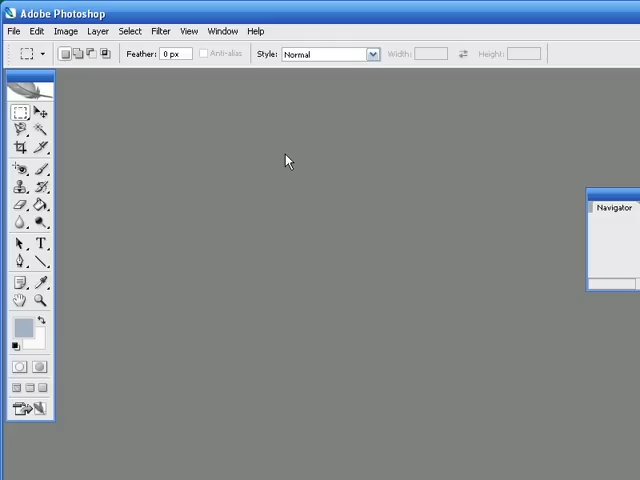 Adobe Photoshop
File Edit Image Layer Select Filter View Window Help
Feather: 0 px Anti-alias Style: Normal Width: Height:
Navigator
T